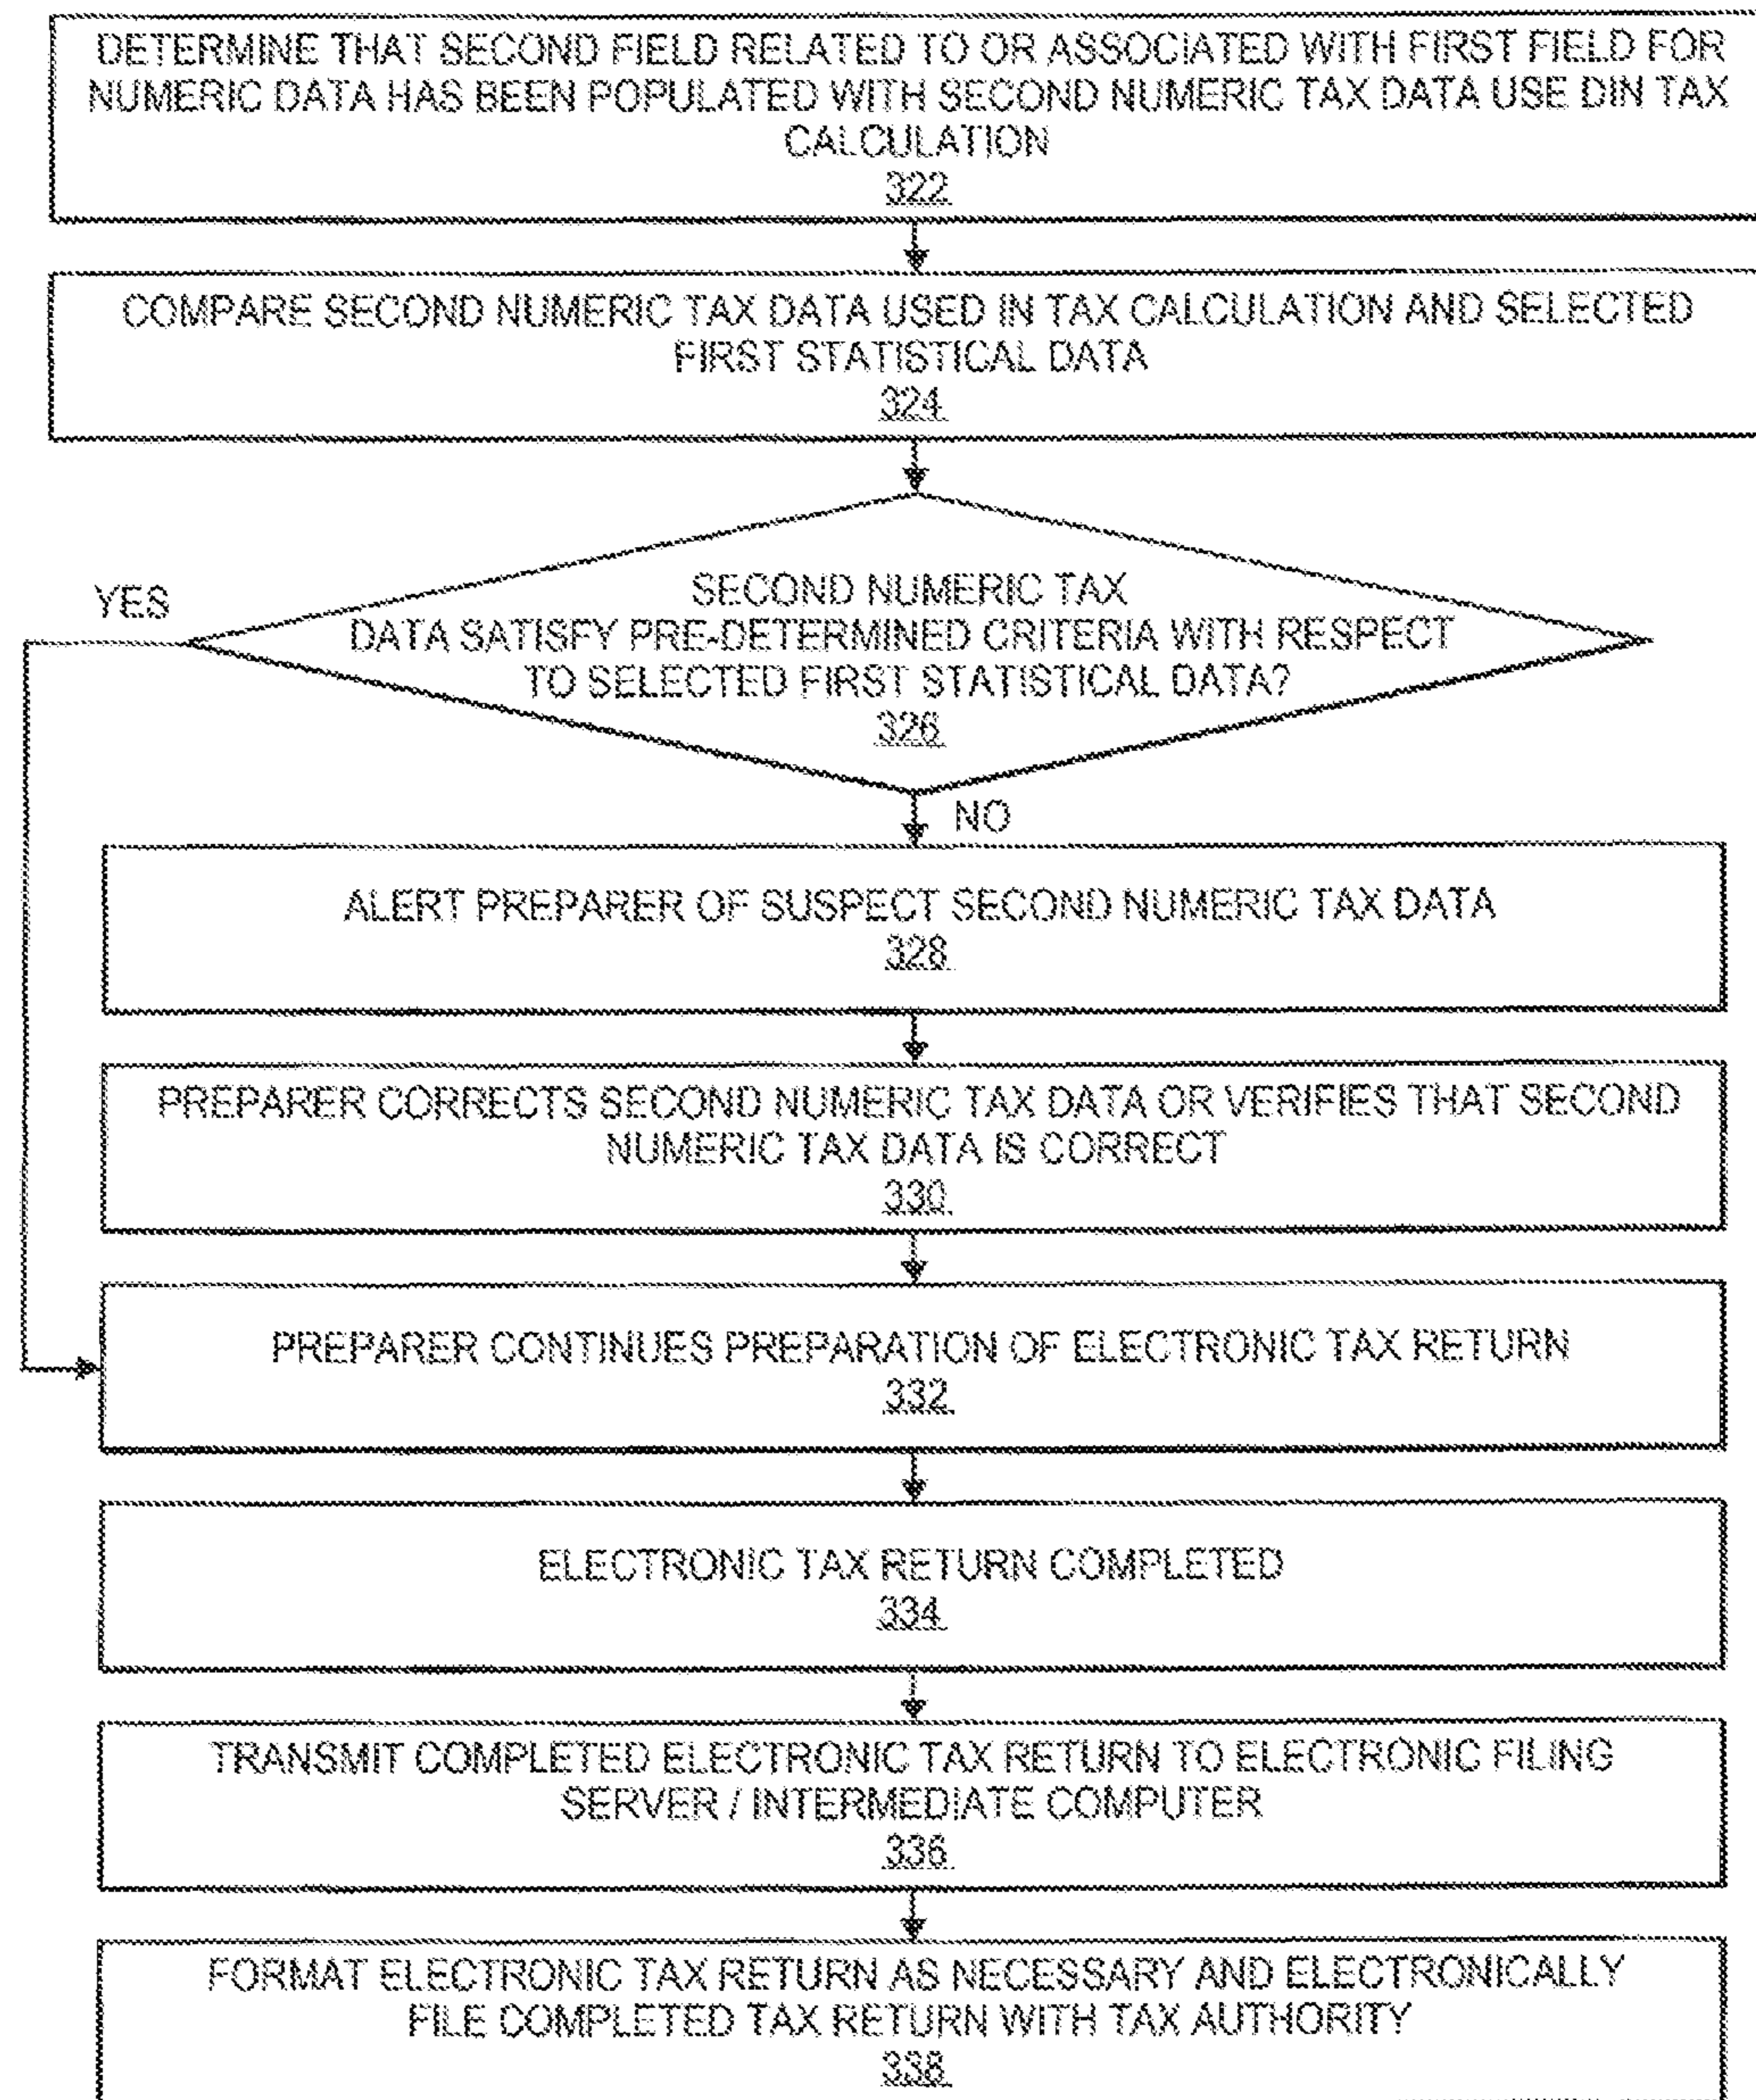 DETERMINE THAT SECOND FIELD RELATED TO OR ASSOCIATED WITH FIRST FIELD FOR
NUMERIC DATA HAS BEEN POPULATED WITH SECOND NUMERIC TAX DATA USE DIN TAX
CALCULATION
322
COMPARE SECOND NUMERIC TAX DATA USED IN TAX CALCULATION AND SELECTED
FIRST STATISTICAL DATA
324
YES
SECOND NUMERIC TAX
DATA SATISFY PRE-DETERMINED CRITERIA WITH RESPECT
TO SELECTED FIRST STATISTICAL DATA?
326
NO
ALERT PREPARER OF SUSPECT SECOND NUMERIC TAX DATA
328
PREPARER CORRECTS SECOND NUMERIC TAX DATA OR VERIFIES THAT SECOND
NUMERIC TAX DATA IS CORRECT
330
PREPARER CONTINUES PREPARATION OF ELECTRONIC TAX RETURN
332
ELECTRONIC TAX RETURN COMPLETED
334
TRANSMIT COMPLETED ELECTRONIC TAX RETURN TO ELECTRONIC FILING
SERVER / INTERMEDIATE COMPUTER
336
FORMAT ELECTRONIC TAX RETURN AS NECESSARY AND ELECTRONICALLY
FILE COMPLETED TAX RETURN WITH TAX AUTHORITY
338